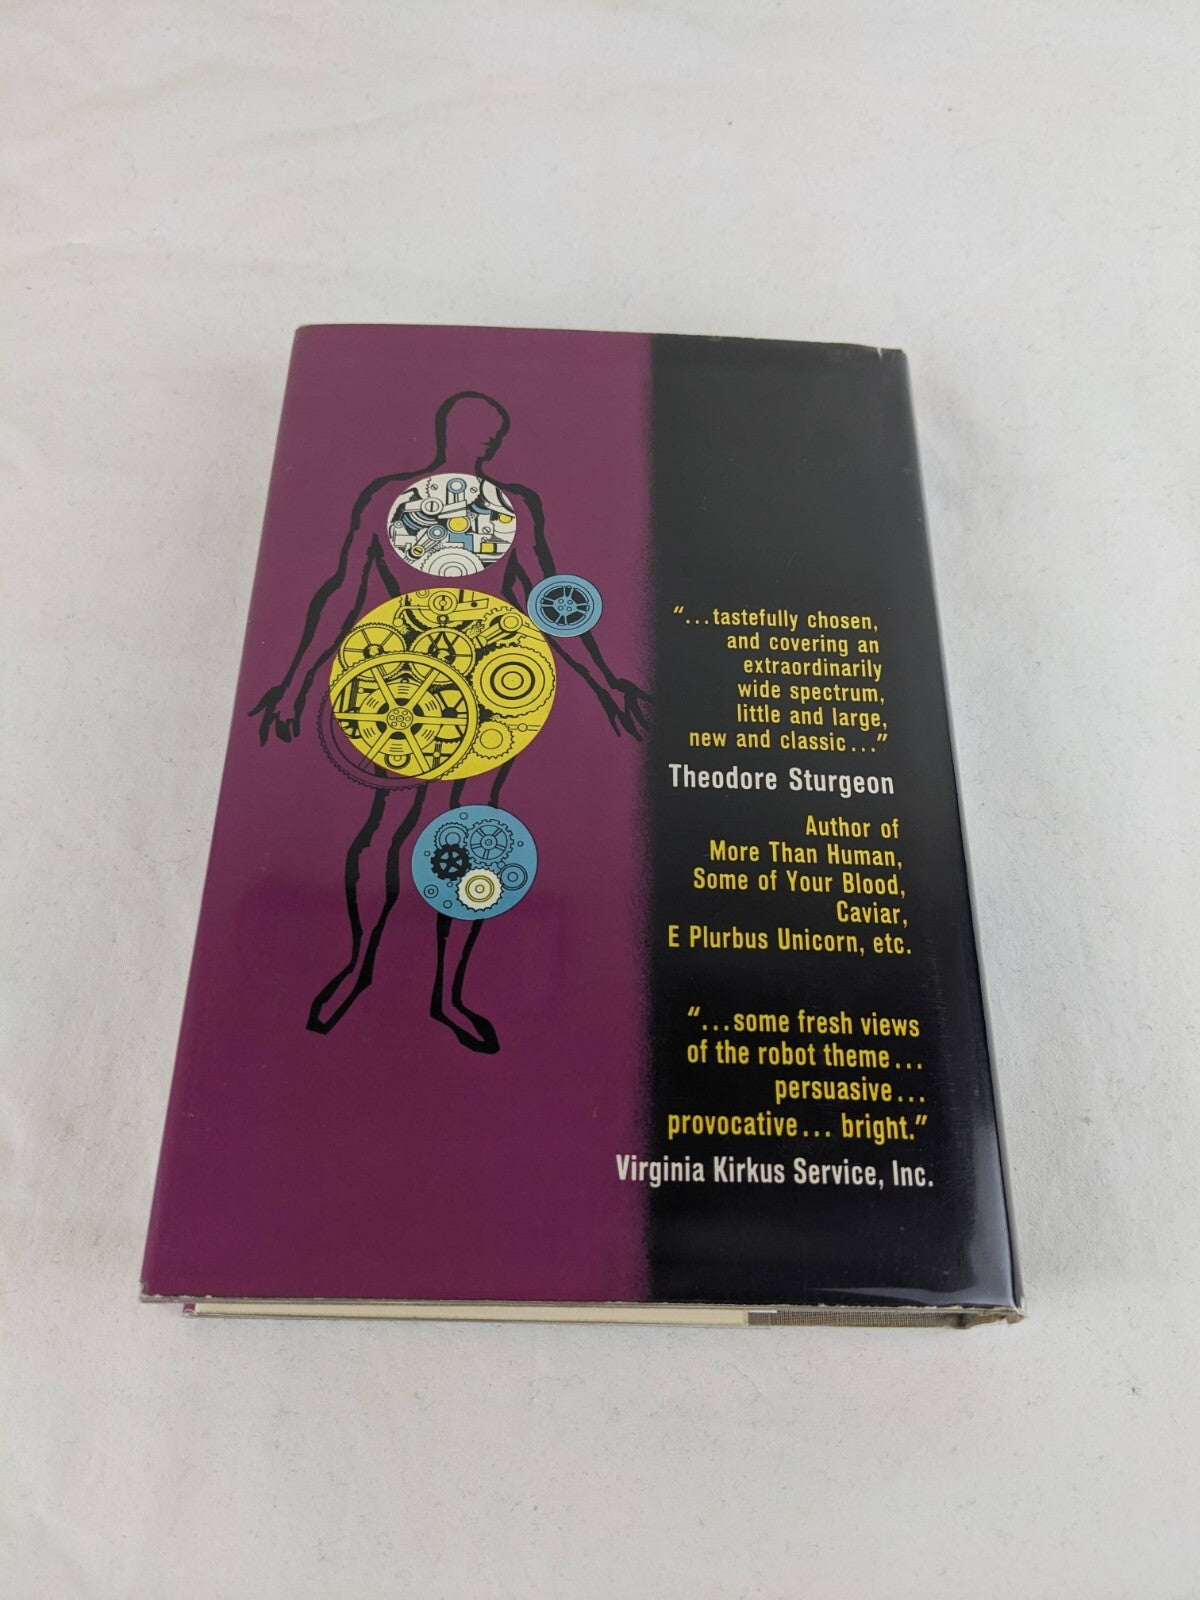 “...tastefully chosen,
and covering an
extraordinarily
wide spectrum,
little and large,
new and classic...”
Theodore Sturgeon
Author of
More Than Human,
Some of Your Blood,
Caviar,
E Plurbus Unicorn, etc.
“...some fresh views
of the robot theme...
persuasive...
provocative... bright.”
Virginia Kirkus Service, Inc.